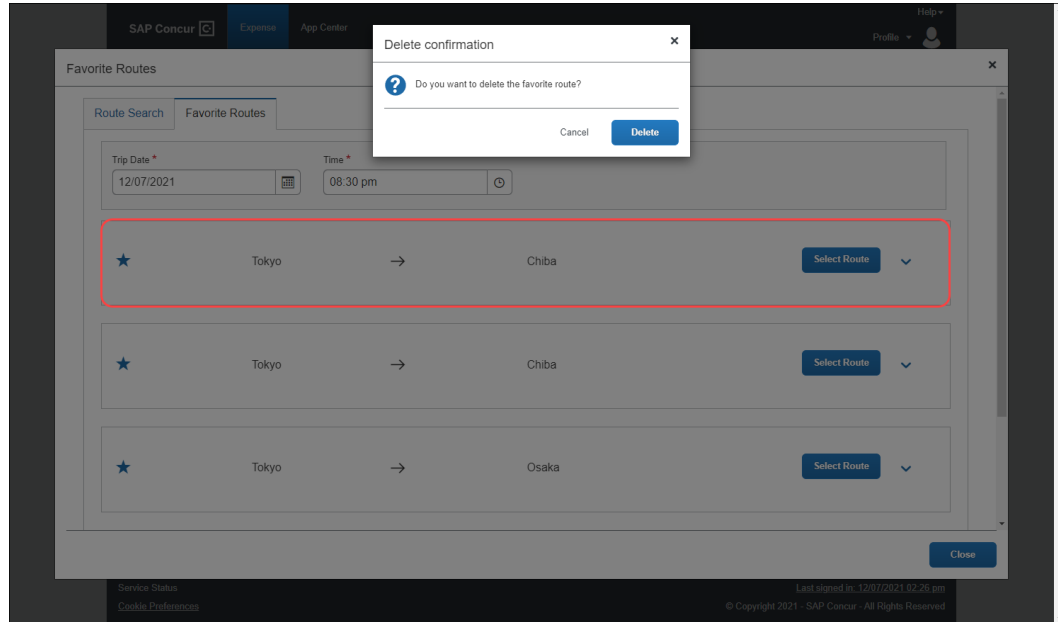 Help
SAP Concur C
Expense
App Center
Profile
Delete confirmation
Do you want to delete the favorite route?
Cancel
Delete
Favorite Routes
Route Search
Favorite Routes
Trip Date *
Time *
12/07/2021
08:30 pm
Tokyo → Chiba
Select Route
Tokyo → Chiba
Select Route
Tokyo → Osaka
Select Route
Close
Service Status
Last signed in: 12/07/2021 02:26 pm
Cookie Preferences
© Copyright 2021 - SAP Concur - All Rights Reserved